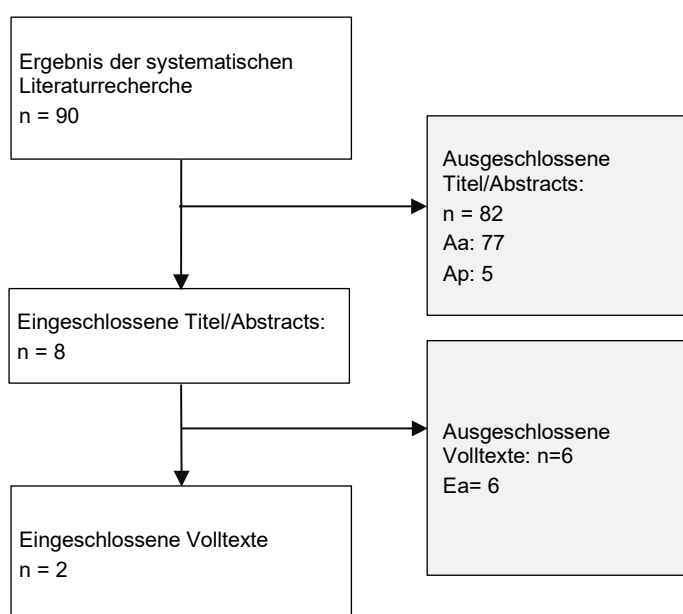 Ergebnis der systematischen
Literaturrecherche
n = 90
Ausgeschlossene
Titel/Abstracts:
n = 82
Aa: 77
Ap: 5
Eingeschlossene Titel/Abstracts:
n = 8
Ausgeschlossene
Volltexte: n=6
Ea= 6
Eingeschlossene Volltexte
n = 2